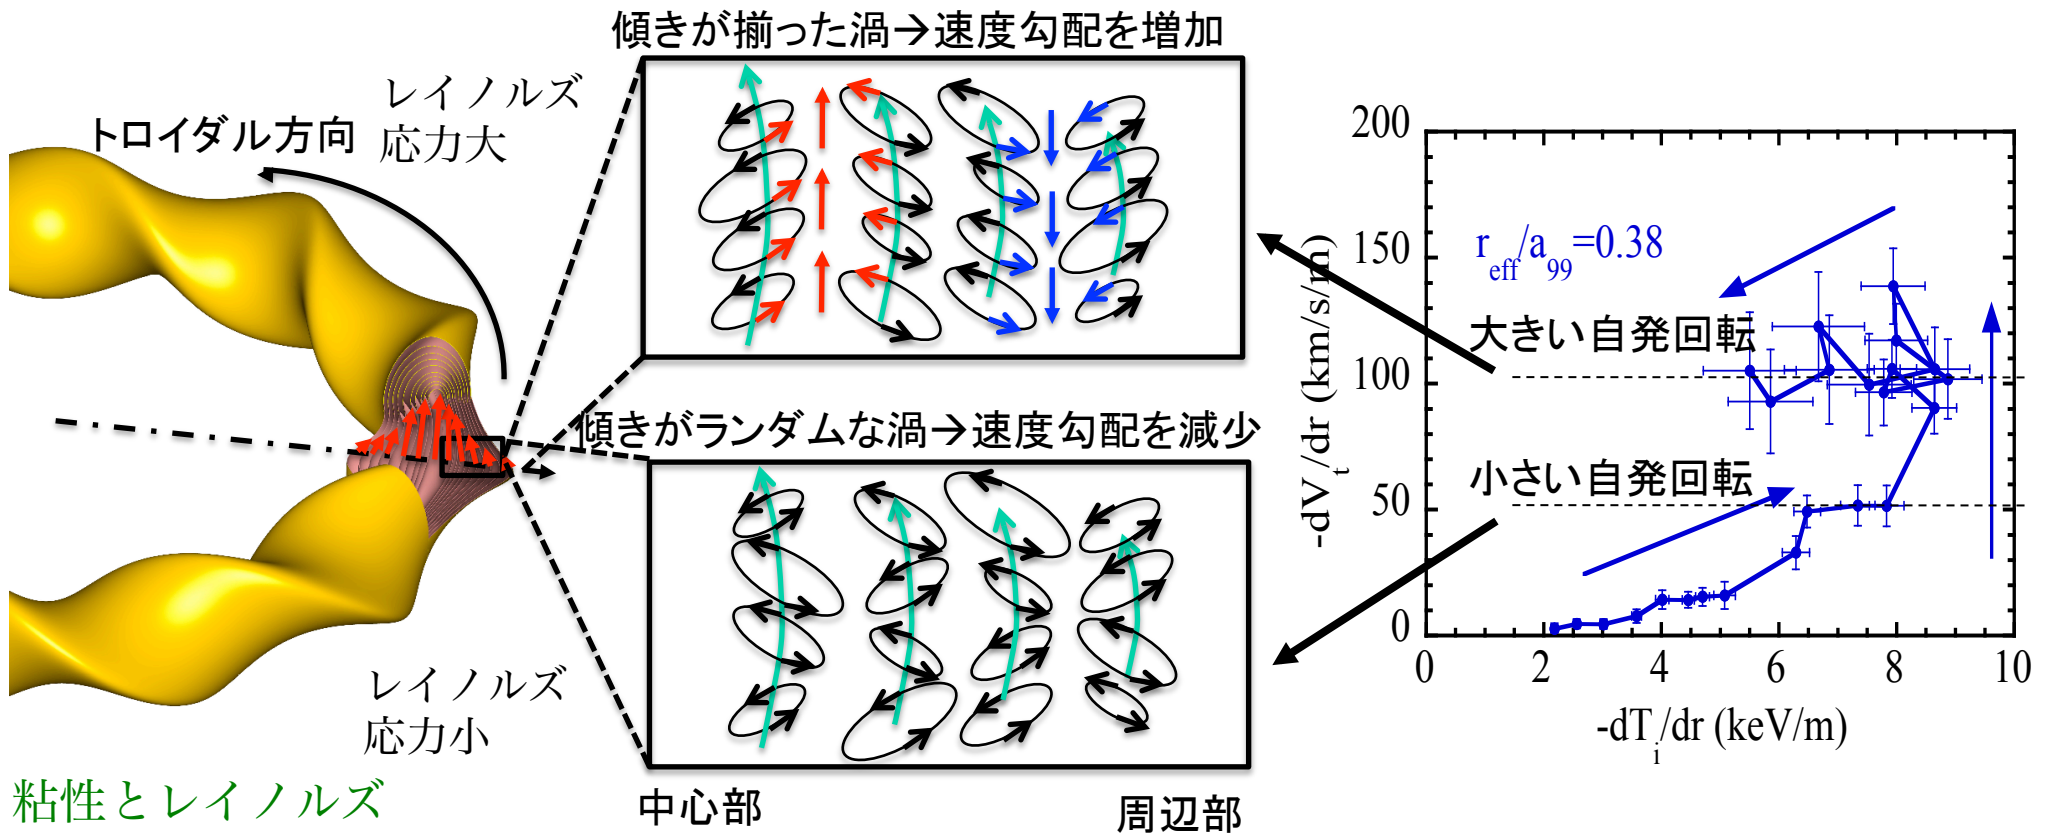 傾きが揃った渦→速度勾配を増加
レイノルズ
応力大
トロイダル方向
傾きがランダムな渦→速度勾配を減少
レイノルズ
応力小
粘性とレイノルズ
中心部
周辺部
200
150
100
50
0
-dV_t/dr (km/s/m)
r_eff/a_99=0.38
大きい自発回転
小さい自発回転
0 2 4 6 8 10
-dT_i/dr (keV/m)